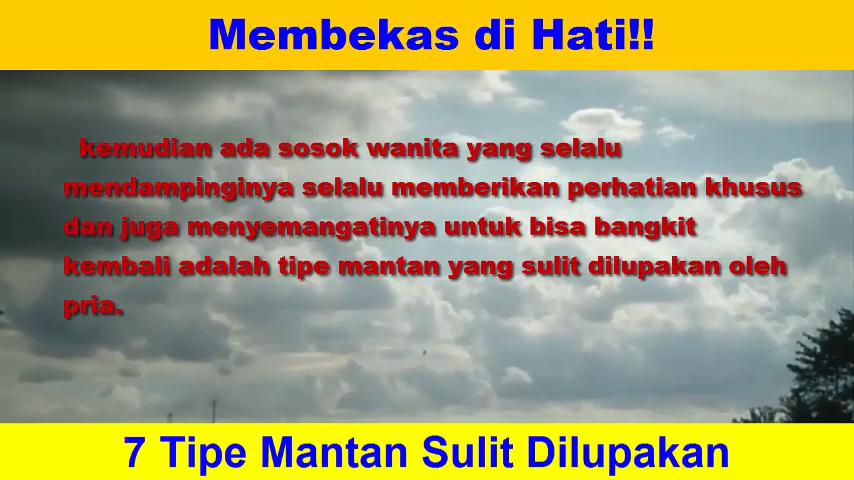 Membekas di Hati!!
kemudian ada sosok wanita yang selalu
mendampinginya selalu memberikan perhatian khusus
dan juga menyemangatinya untuk bisa bangkit
kembali adalah tipe mantan yang sulit dilupakan oleh
pria.
7 Tipe Mantan Sulit Dilupakan